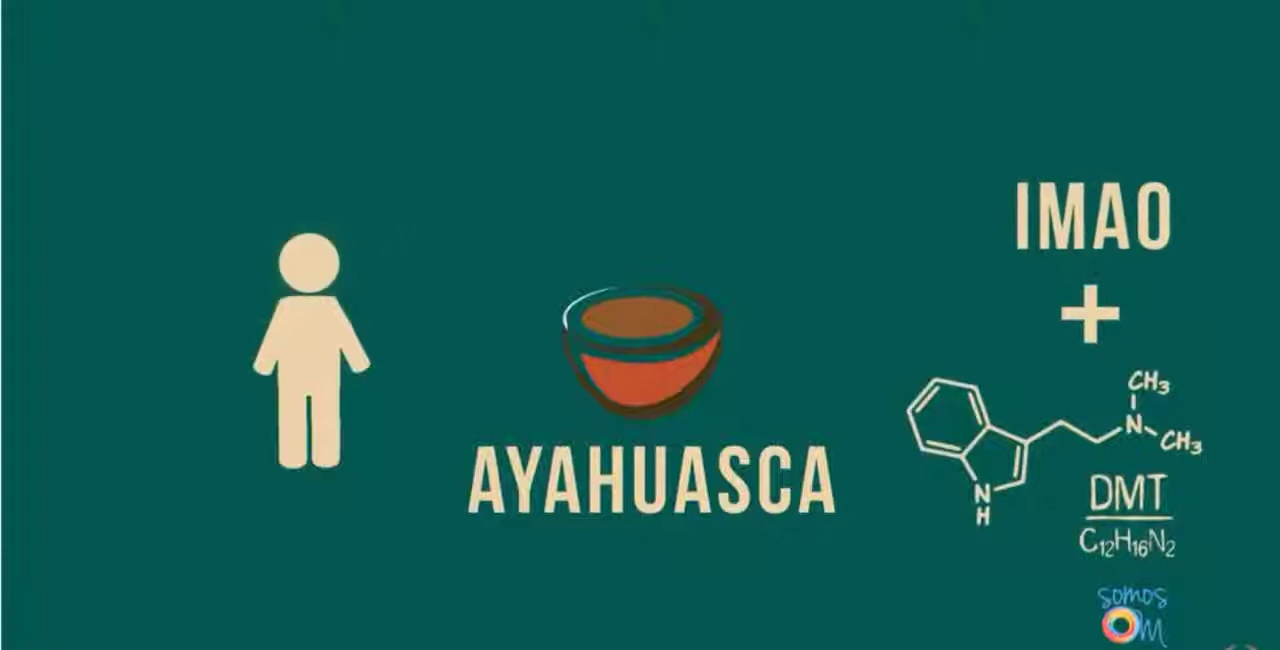 IMAO
+
CH₃
N
CH₃
AYAHUASCA
N
H
DMT
C₁₂H₁₆N₂
somos
OM